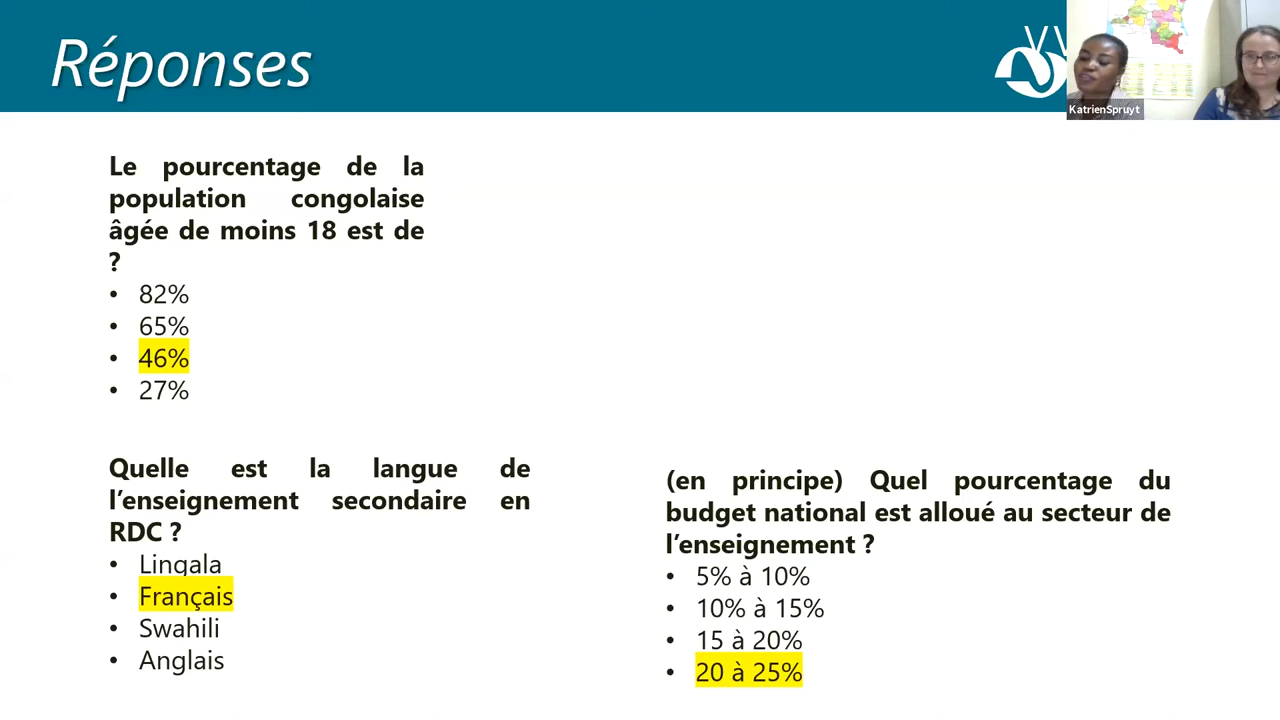 Réponses
KatrienSpruyt
Le pourcentage de la
population congolaise
âgée de moins 18 est de
?
• 82%
• 65%
• 46%
• 27%
Quelle est la langue de
l’enseignement secondaire en
RDC ?
• Lingala
• Français
• Swahili
• Anglais
(en principe) Quel pourcentage du
budget national est alloué au secteur de
l’enseignement ?
• 5% à 10%
• 10% à 15%
• 15 à 20%
• 20 à 25%